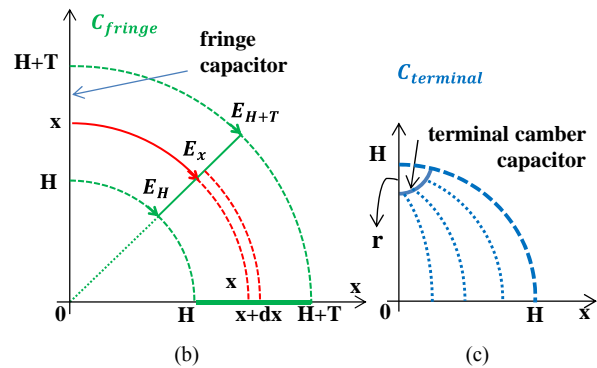 C_fringe
fringe
capacitor
H+T
E_{H+T}
x
E_x
H
E_H
x
x
0
H
x+dx
H+T
(b)
C_terminal
terminal camber
capacitor
H
r
0
H
x
(c)